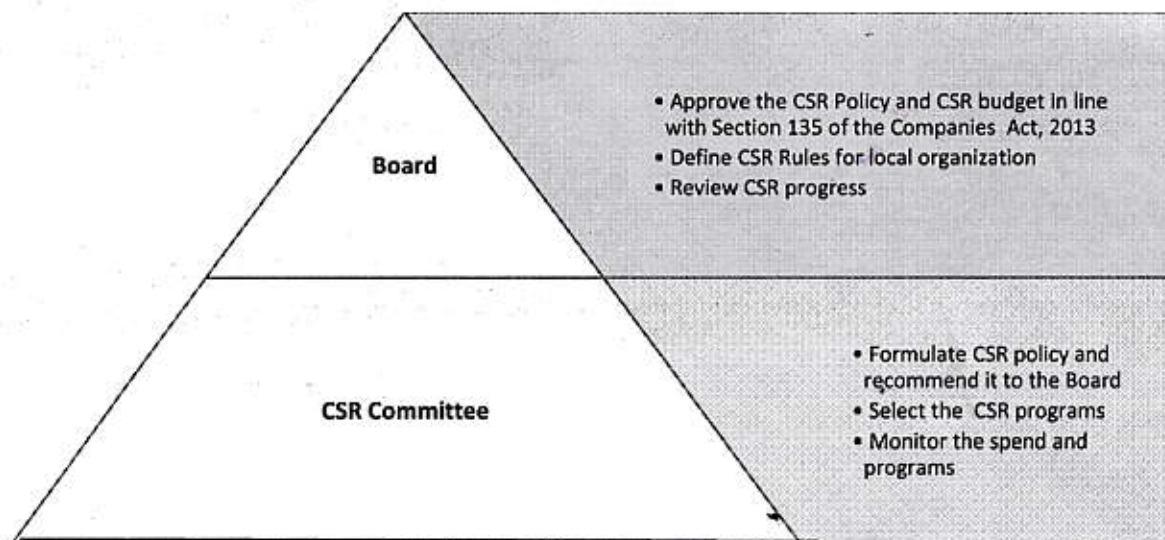 • Approve the CSR Policy and CSR budget in line
with Section 135 of the Companies Act, 2013
• Define CSR Rules for local organization
• Review CSR progress
Board
• Formulate CSR policy and
recommend it to the Board
• Select the CSR programs
• Monitor the spend and
programs
CSR Committee